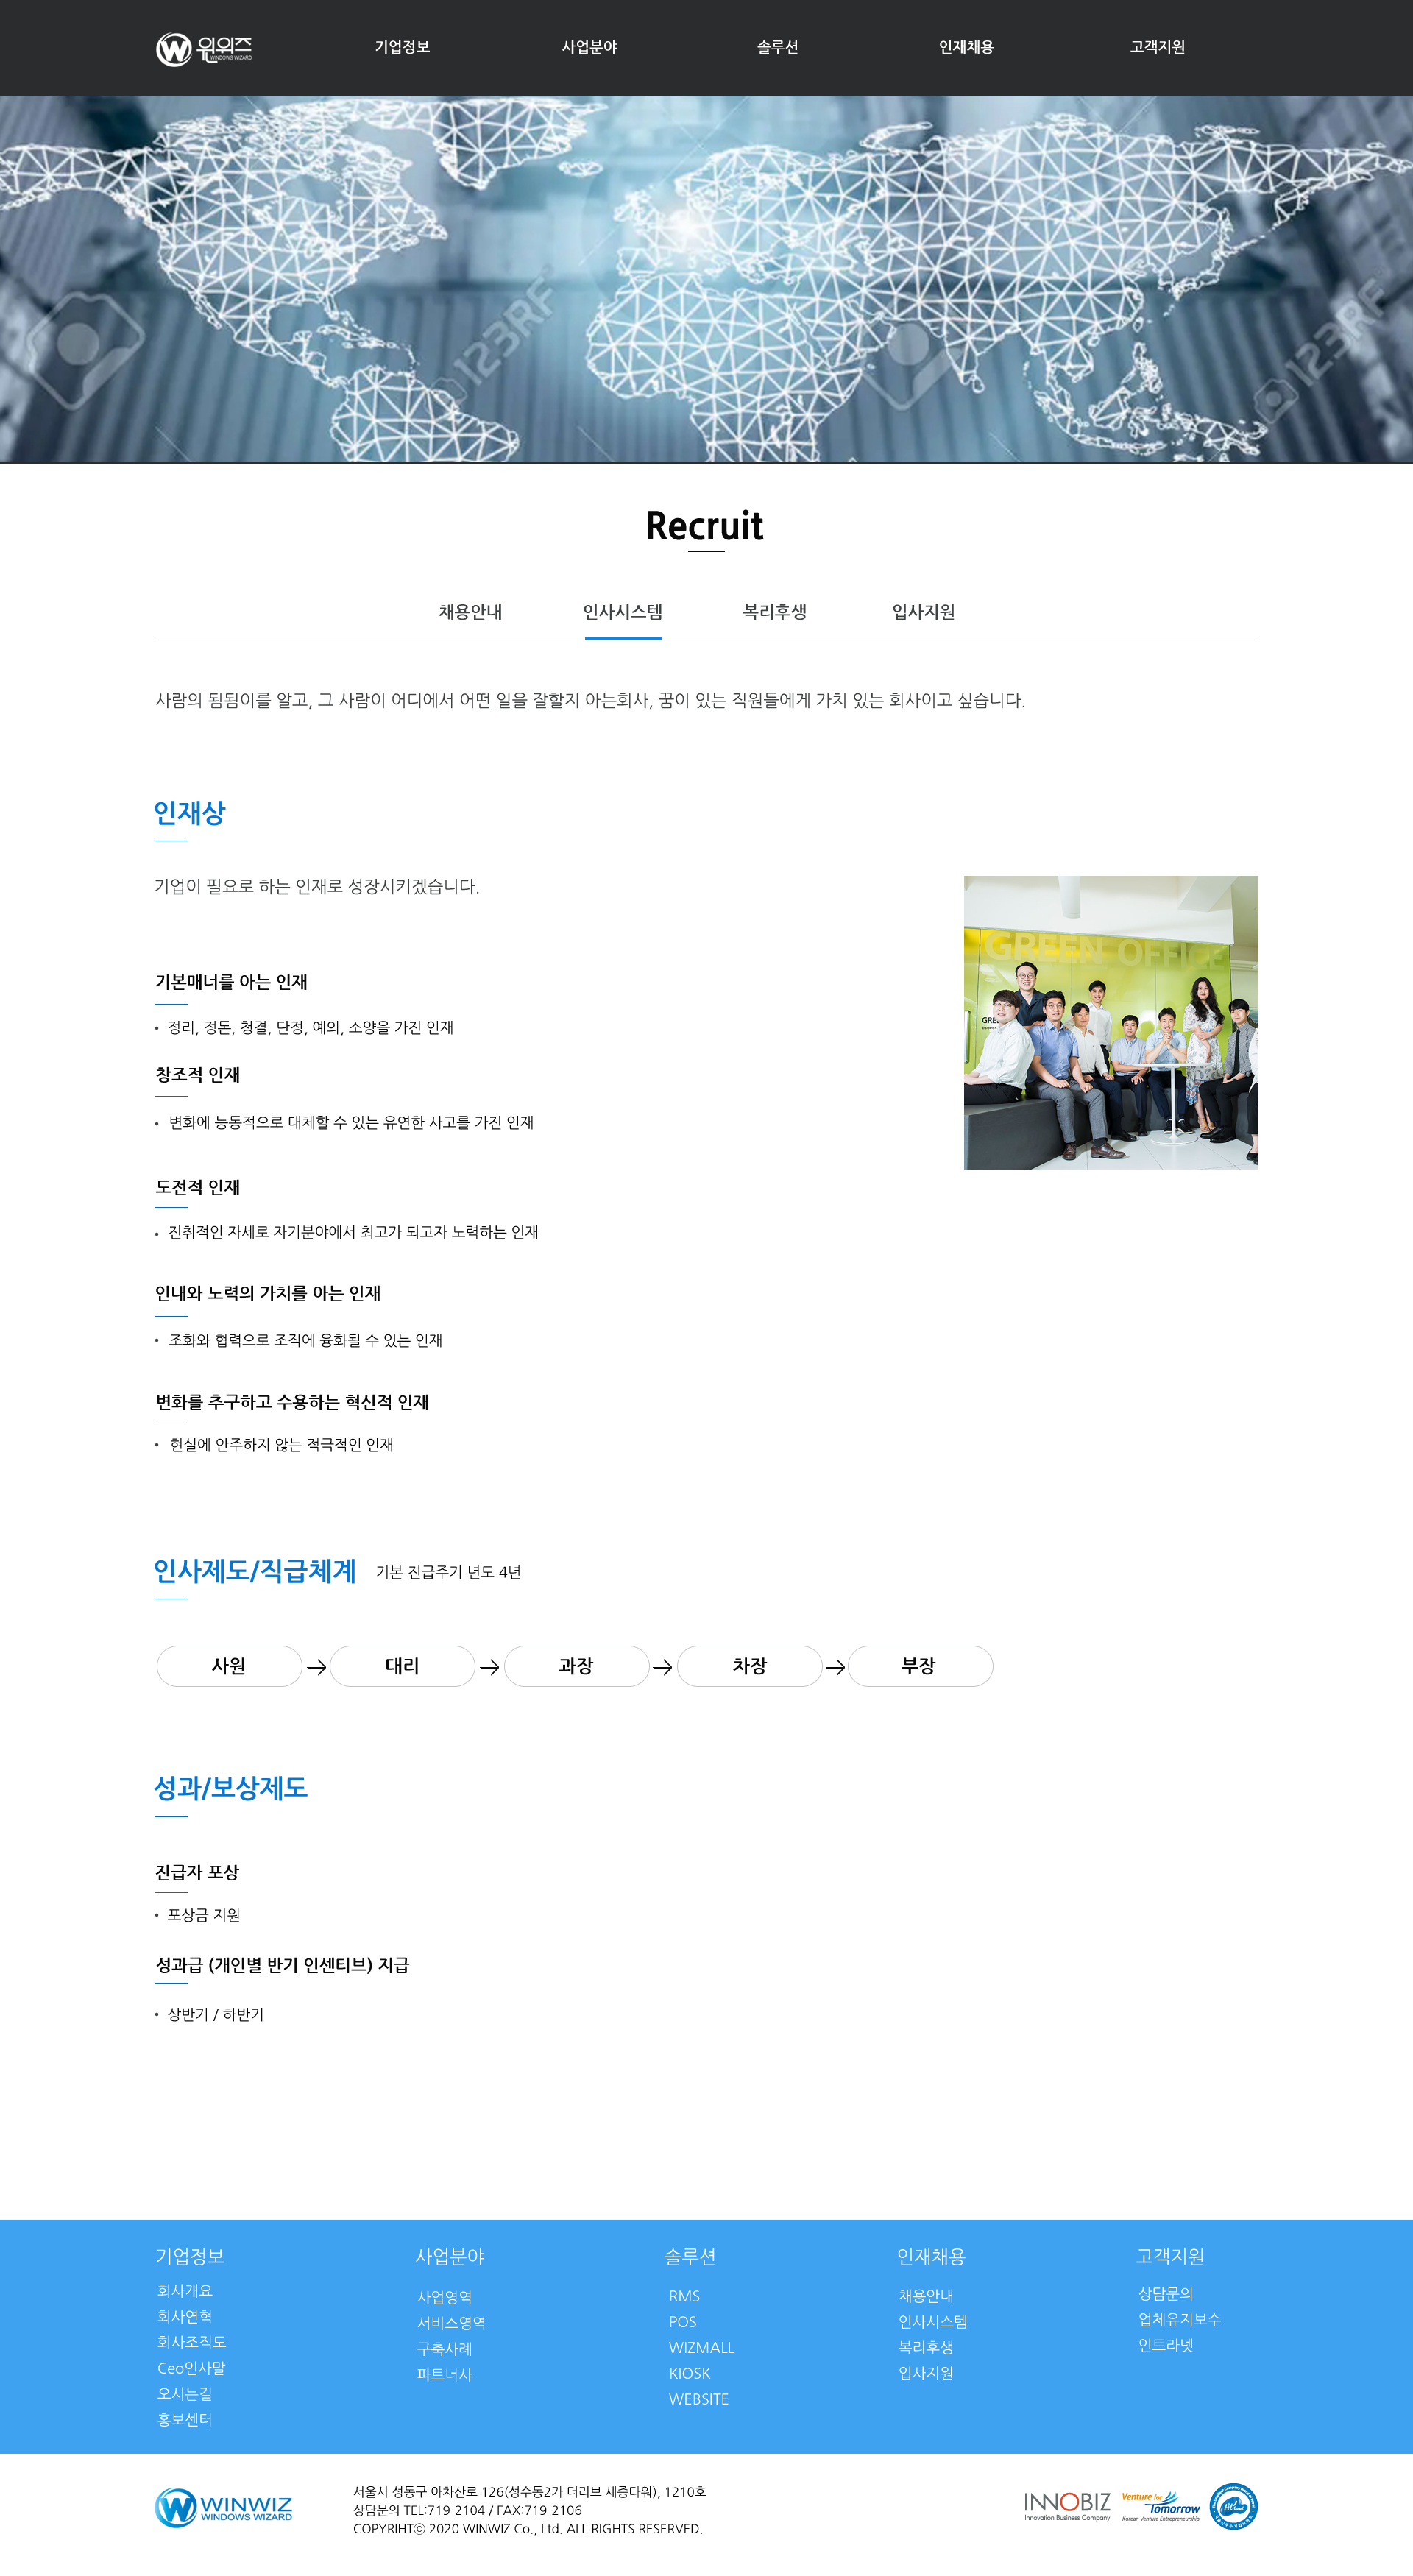 W 윈위즈
WINDOWS WIZARD
기업정보 사업분야 솔루션 인재채용 고객지원
123RF 123RF
Recruit
채용안내 인사시스템 복리후생 입사지원
사람의 됨됨이를 알고, 그 사람이 어디에서 어떤 일을 잘할지 아는회사, 꿈이 있는 직원들에게 가치 있는 회사이고 싶습니다.
인재상
기업이 필요로 하는 인재로 성장시키겠습니다.
GREEN OFFICE
기본매너를 아는 인재
• 정리, 정돈, 청결, 단정, 예의, 소양을 가진 인재
창조적 인재
• 변화에 능동적으로 대체할 수 있는 유연한 사고를 가진 인재
도전적 인재
• 진취적인 자세로 자기분야에서 최고가 되고자 노력하는 인재
인내와 노력의 가치를 아는 인재
• 조화와 협력으로 조직에 융화될 수 있는 인재
변화를 추구하고 수용하는 혁신적 인재
• 현실에 안주하지 않는 적극적인 인재
인사제도/직급체계 기본 진급주기 년도 4년
사원 → 대리 → 과장 → 차장 → 부장
성과/보상제도
진급자 포상
• 포상금 지원
성과급 (개인별 반기 인센티브) 지급
• 상반기 / 하반기
기업정보
회사개요
회사연혁
회사조직도
Ceo인사말
오시는길
홍보센터
사업분야
사업영역
서비스영역
구축사례
파트너사
솔루션
RMS
POS
WIZMALL
KIOSK
WEBSITE
인재채용
채용안내
인사시스템
복리후생
입사지원
고객지원
상담문의
업체유지보수
인트라넷
W WINWIZ
WINDOWS WIZARD
서울시 성동구 아차산로 126(성수동2가 더리브 세종타워), 1210호
상담문의 TEL:719-2104 / FAX:719-2106
COPYRIHTⓒ 2020 WINWIZ Co., Ltd. ALL RIGHTS RESERVED.
INNOBIZ
Innovation Business Company
Venture for
Tomorrow
Korean Venture Entrepreneurship